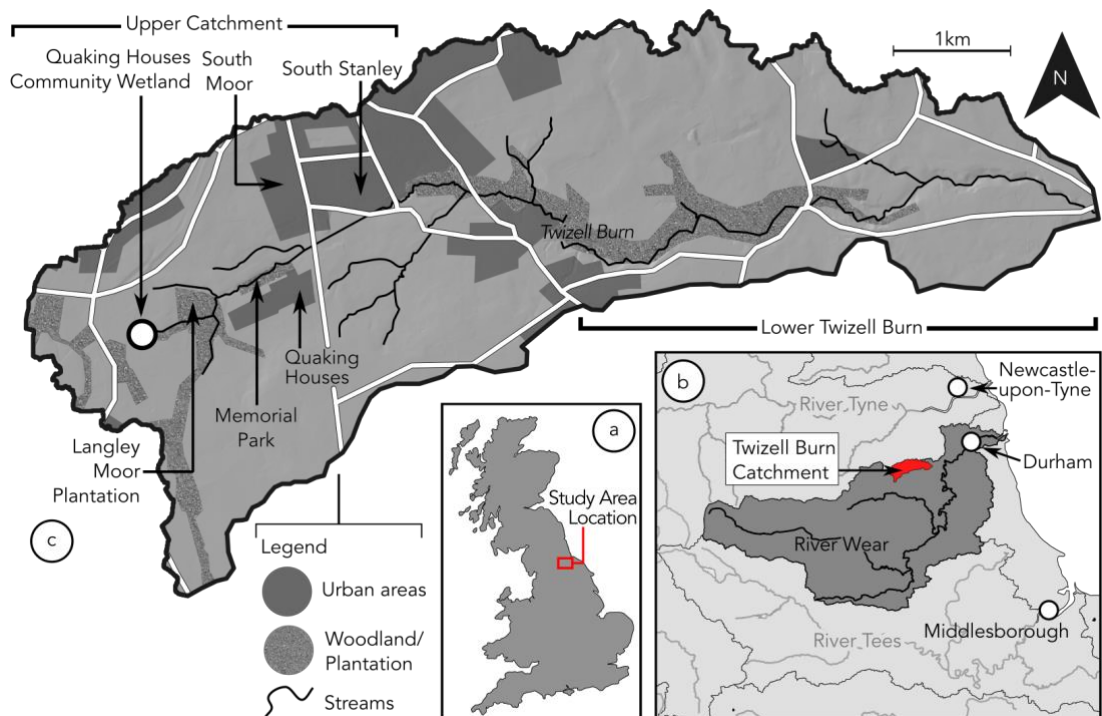 Upper Catchment
Quaking Houses
Community Wetland
South
Moor
South Stanley
1km
N
Twizell Burn
Lower Twizell Burn
Quaking
Houses
Memorial
Park
Langley
Moor
Plantation
c
Legend
Urban areas
Woodland/
Plantation
Streams
a
Study Area
Location
b
Newcastle-
upon-Tyne
River Tyne
Twizell Burn
Catchment
Durham
River Wear
Middlesborough
River Tees